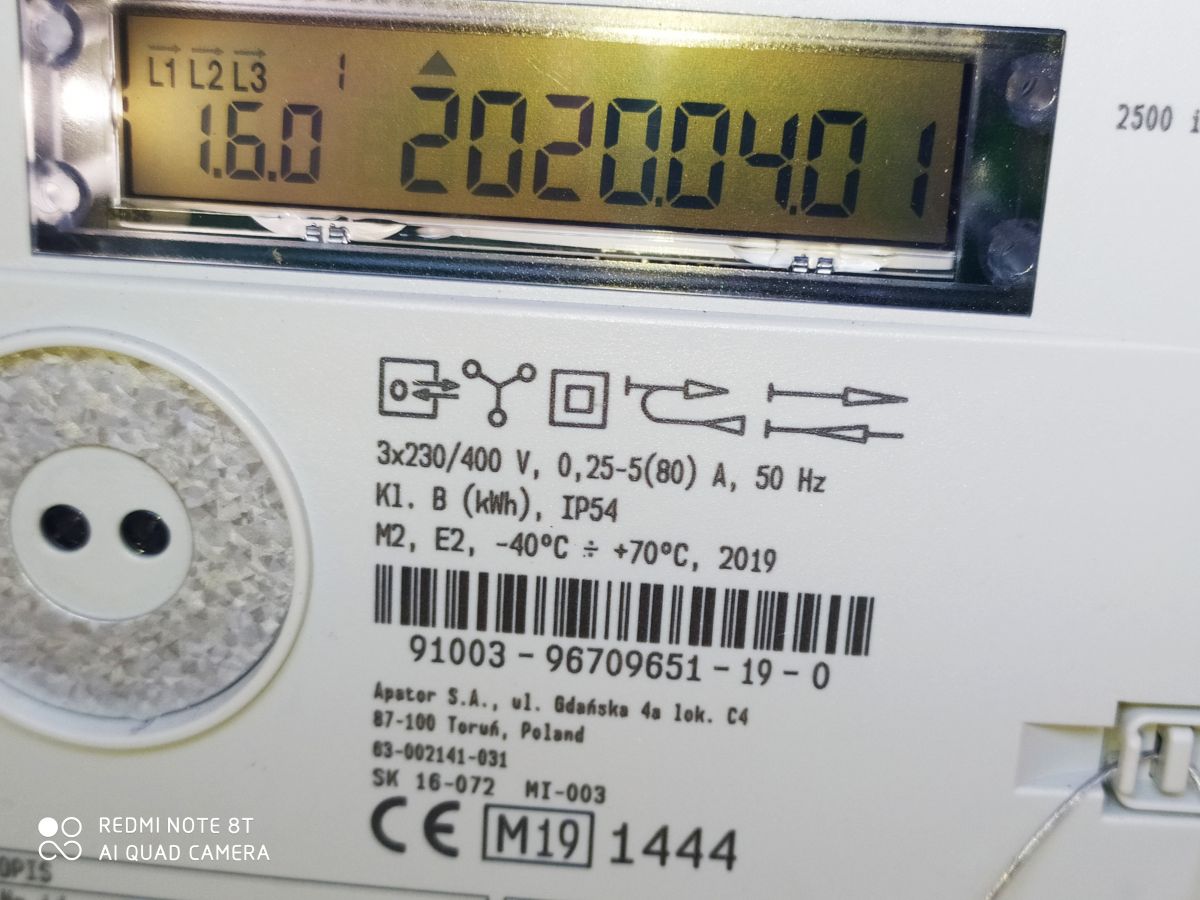 L1 L2 L3 1
1.6.0 2020.04.01
2500 i
3x230/400 V, 0,25-5(80) A, 50 Hz
Kl. B (kWh), IP54
M2, E2, -40°C ÷ +70°C, 2019
91003 - 96709651 - 19 - 0
Apator S.A., ul. Gdańska 4a lok. C4
87-100 Toruń, Poland
63-002141-031
SK 16-072 MI-003
CE M19 1444
REDMI NOTE 8T
AI QUAD CAMERA
OPIS